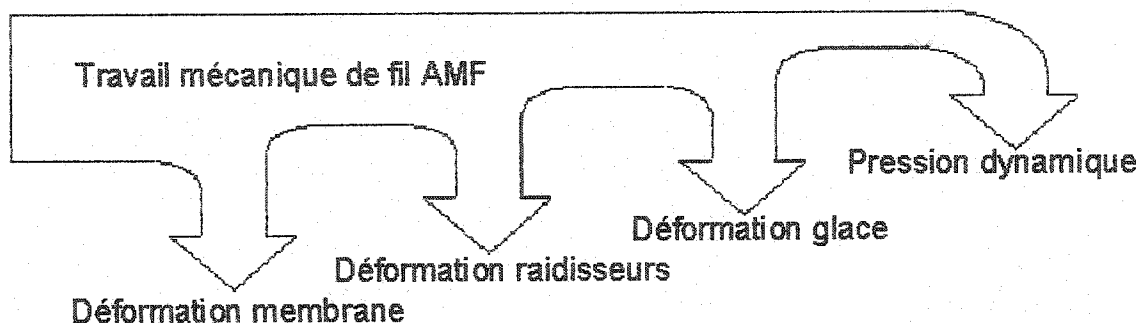 Travail mécanique de fil AMF
Pression dynamique
Déformation glace
Déformation raidisseurs
Déformation membrane